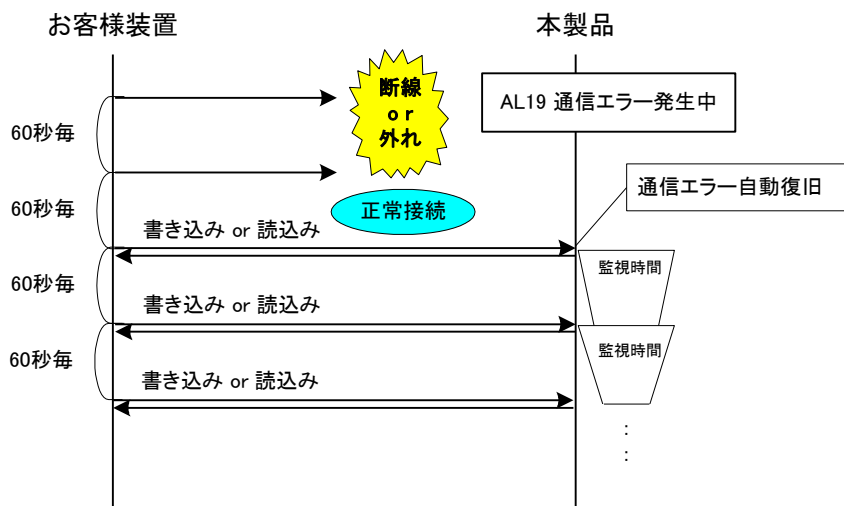 お客様装置
本製品
断線
or
外れ
AL19 通信エラー発生中
60秒毎
60秒毎
正常接続
通信エラー自動復旧
書き込み or 読込み
監視時間
60秒毎
書き込み or 読込み
監視時間
60秒毎
書き込み or 読込み
:
: